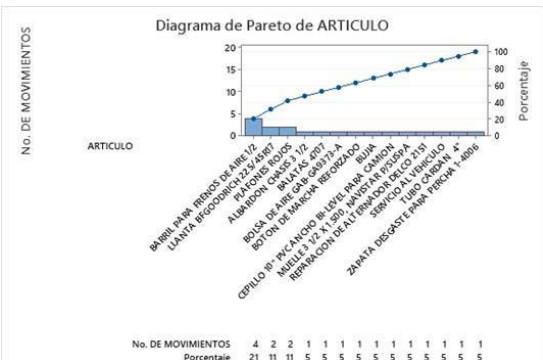 Diagrama de Pareto de ARTICULO
No. DE MOVIMIENTOS
20
15
10
5
0
100
80
60
40
20
0
Porcentaje
ARTICULO
BARRIL PARA FRENOS DE AIRE 1/2
LLANTA BFGOODRICH 22.5/45R17
PLAFONES ROJOS
ALBARDON CHASIS 3 1/2
BALATAS 4707
BOLSA DE AIRE GAB-GA9373-A
BOTON DE MARCHA REFORZADO
BUJIA
CEPILLO 10" PVC ANCHO BI-LEVEL PARA CAMION
MUELLE 3 1/2 X 1.500, NAVISTAR P/SUSPA
REPARACION DE ALTERNADOR DELCO 21SI
SERVICIO AL VEHICULO
TUBO CARDAN 4"
ZAPATA DESGASTE PARA PERCHA 1-4006
No. DE MOVIMIENTOS 4 2 2 1 1 1 1 1 1 1 1 1 1 1
Porcentaje 21 11 11 5 5 5 5 5 5 5 5 5 5 5